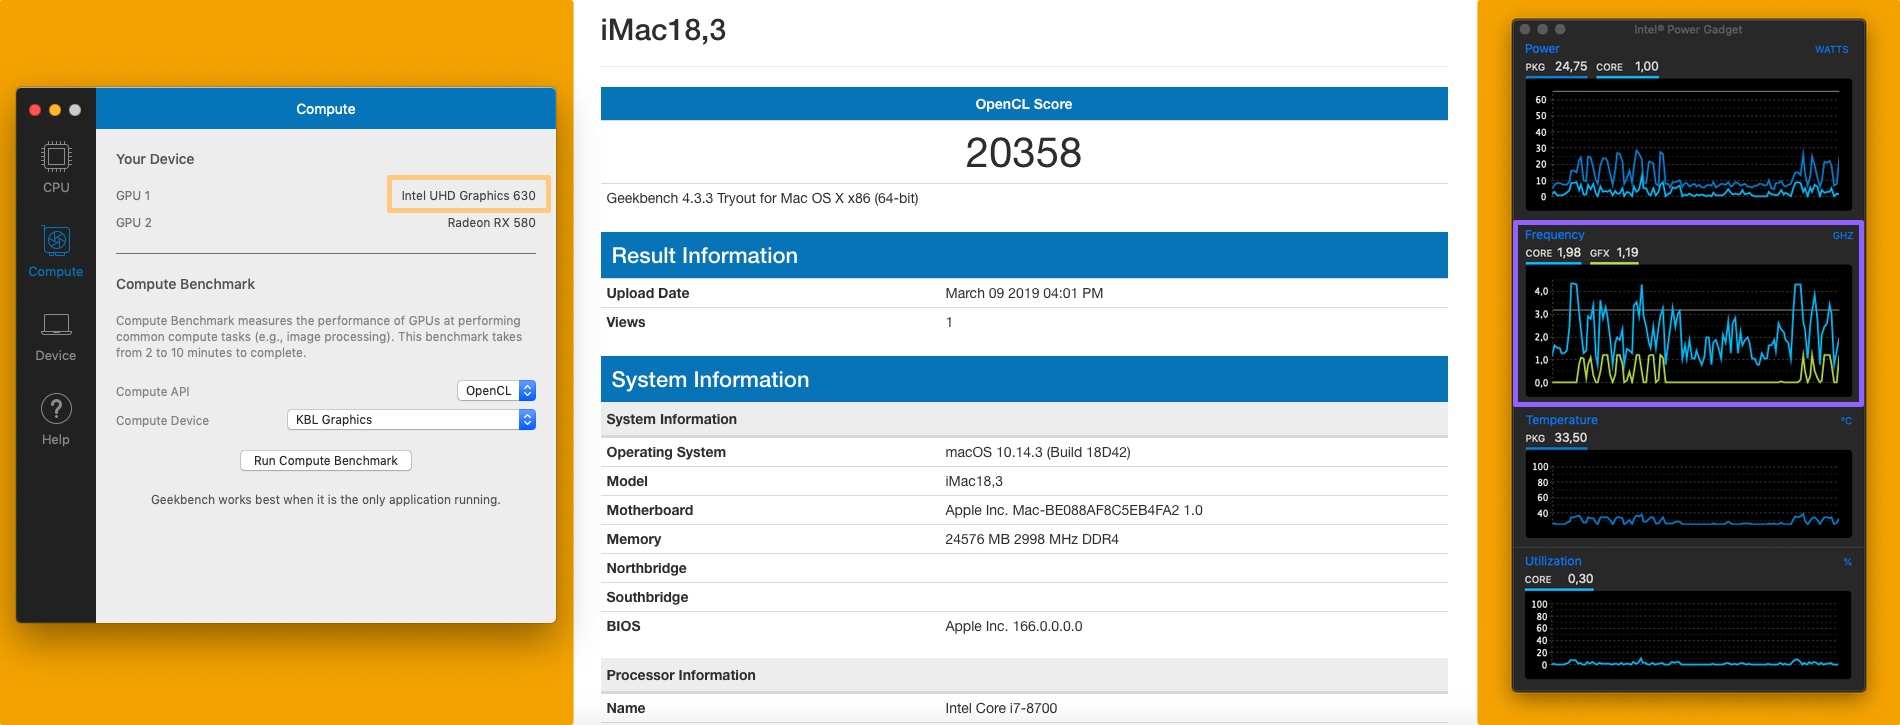 Compute
CPU
Compute
Device
Help
Your Device
GPU 1 Intel UHD Graphics 630
GPU 2 Radeon RX 580
Compute Benchmark
Compute Benchmark measures the performance of GPUs at performing
common compute tasks (e.g., image processing). This benchmark takes
from 2 to 10 minutes to complete.
Compute API OpenCL
Compute Device KBL Graphics
Run Compute Benchmark
Geekbench works best when it is the only application running.
iMac18,3
OpenCL Score
20358
Geekbench 4.3.3 Tryout for Mac OS X x86 (64-bit)
Result Information
Upload Date March 09 2019 04:01 PM
Views 1
System Information
System Information
Operating System macOS 10.14.3 (Build 18D42)
Model iMac18,3
Motherboard Apple Inc. Mac-BE088AF8C5EB4FA2 1.0
Memory 24576 MB 2998 MHz DDR4
Northbridge
Southbridge
BIOS Apple Inc. 166.0.0.0.0
Processor Information
Name Intel Core i7-8700
Intel® Power Gadget
Power WATTS
PKG 24,75 CORE 1,00
60
50
40
30
20
10
0
Frequency GHZ
CORE 1,98 GFX 1,19
4,0
3,0
2,0
1,0
0,0
Temperature °C
PKG 33,50
100
80
60
40
Utilization %
CORE 0,30
100
80
60
40
20
0